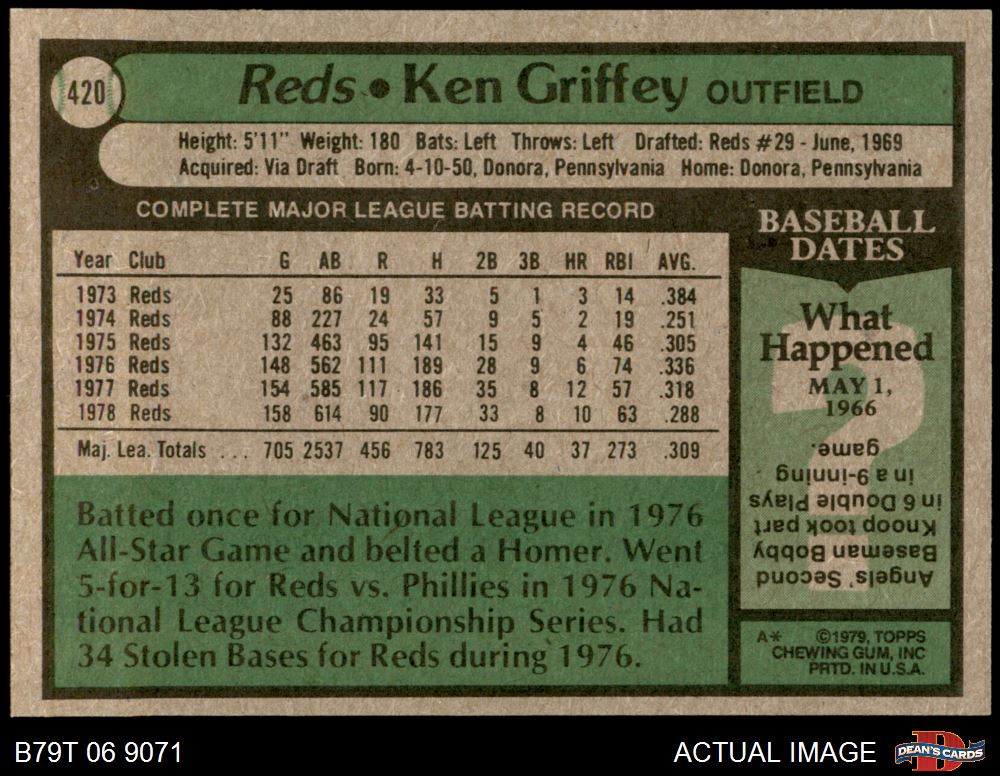 420
Reds • Ken Griffey OUTFIELD
Height: 5'11" Weight: 180 Bats: Left Throws: Left Drafted: Reds #29 - June, 1969
Acquired: Via Draft Born: 4-10-50, Donora, Pennsylvania Home: Donora, Pennsylvania
COMPLETE MAJOR LEAGUE BATTING RECORD
Year Club G AB R H 2B 3B HR RBI AVG.
1973 Reds 25 86 19 33 5 1 3 14 .384
1974 Reds 88 227 24 57 9 5 2 19 .251
1975 Reds 132 463 95 141 15 9 4 46 .305
1976 Reds 148 562 111 189 28 9 6 74 .336
1977 Reds 154 585 117 186 35 8 12 57 .318
1978 Reds 158 614 90 177 33 8 10 63 .288
Maj. Lea. Totals ... 705 2537 456 783 125 40 37 273 .309
Batted once for National League in 1976
All-Star Game and belted a Homer. Went
5-for-13 for Reds vs. Phillies in 1976 Na-
tional League Championship Series. Had
34 Stolen Bases for Reds during 1976.
BASEBALL
DATES
What
Happened
MAY 1,
1966
?
Angels' Second
Baseman Bobby
Knoop took part
in 6 Double Plays
in a 9-inning
game.
A* ©1979, TOPPS
CHEWING GUM, INC
PRTD. IN U.S.A.
B79T 06 9071
ACTUAL IMAGE
DEAN'S CARDS